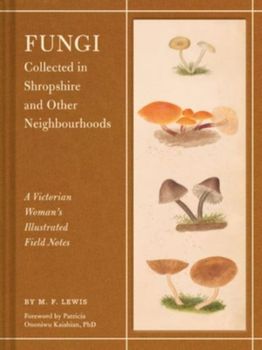 FUNGI
Collected in
Shropshire
and Other
Neighbourhoods
A Victorian
Woman's
Illustrated
Field Notes
BY M. F. LEWIS
Foreword by Patricia
Ononiwu Kaishian, PhD